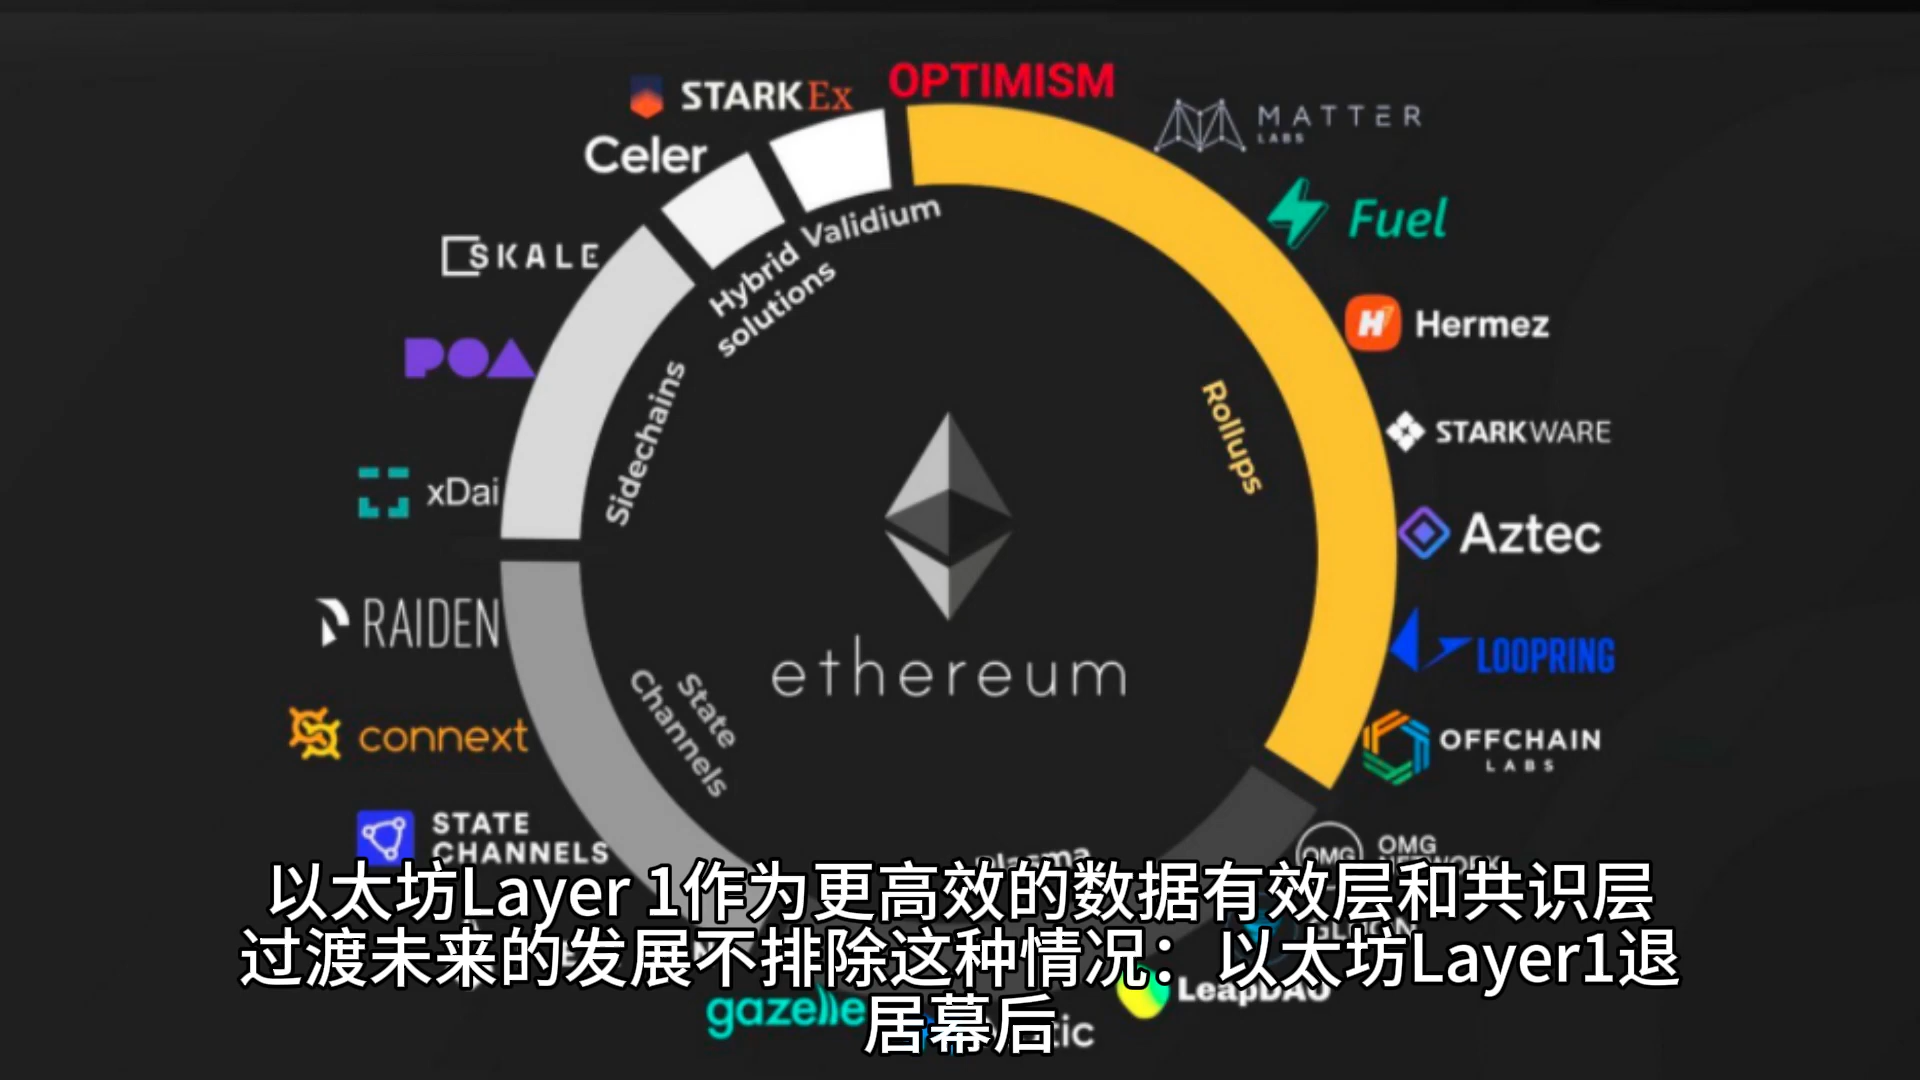 STARKEx
OPTIMISM
MATTER
LABS
Celer
Fuel
SKALE
Validium
Hybrid
solutions
Hermez
POA
Sidechains
Rollups
STARKWARE
xDai
Aztec
RAIDEN
ethereum
LOOPRING
State
channels
connext
OFFCHAIN
LABS
STATE
CHANNELS
Plasma
OMG
OMG
NETWORK
以太坊Layer 1作为更高效的数据有效层和共识层
过渡未来的发展不排除这种情况：以太坊Layer1退
居幕后
LeapDAO
gazelle